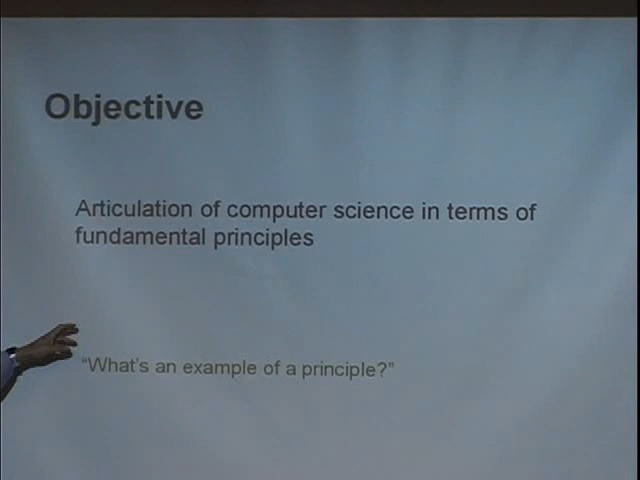 Objective
Articulation of computer science in terms of
fundamental principles
“What’s an example of a principle?”